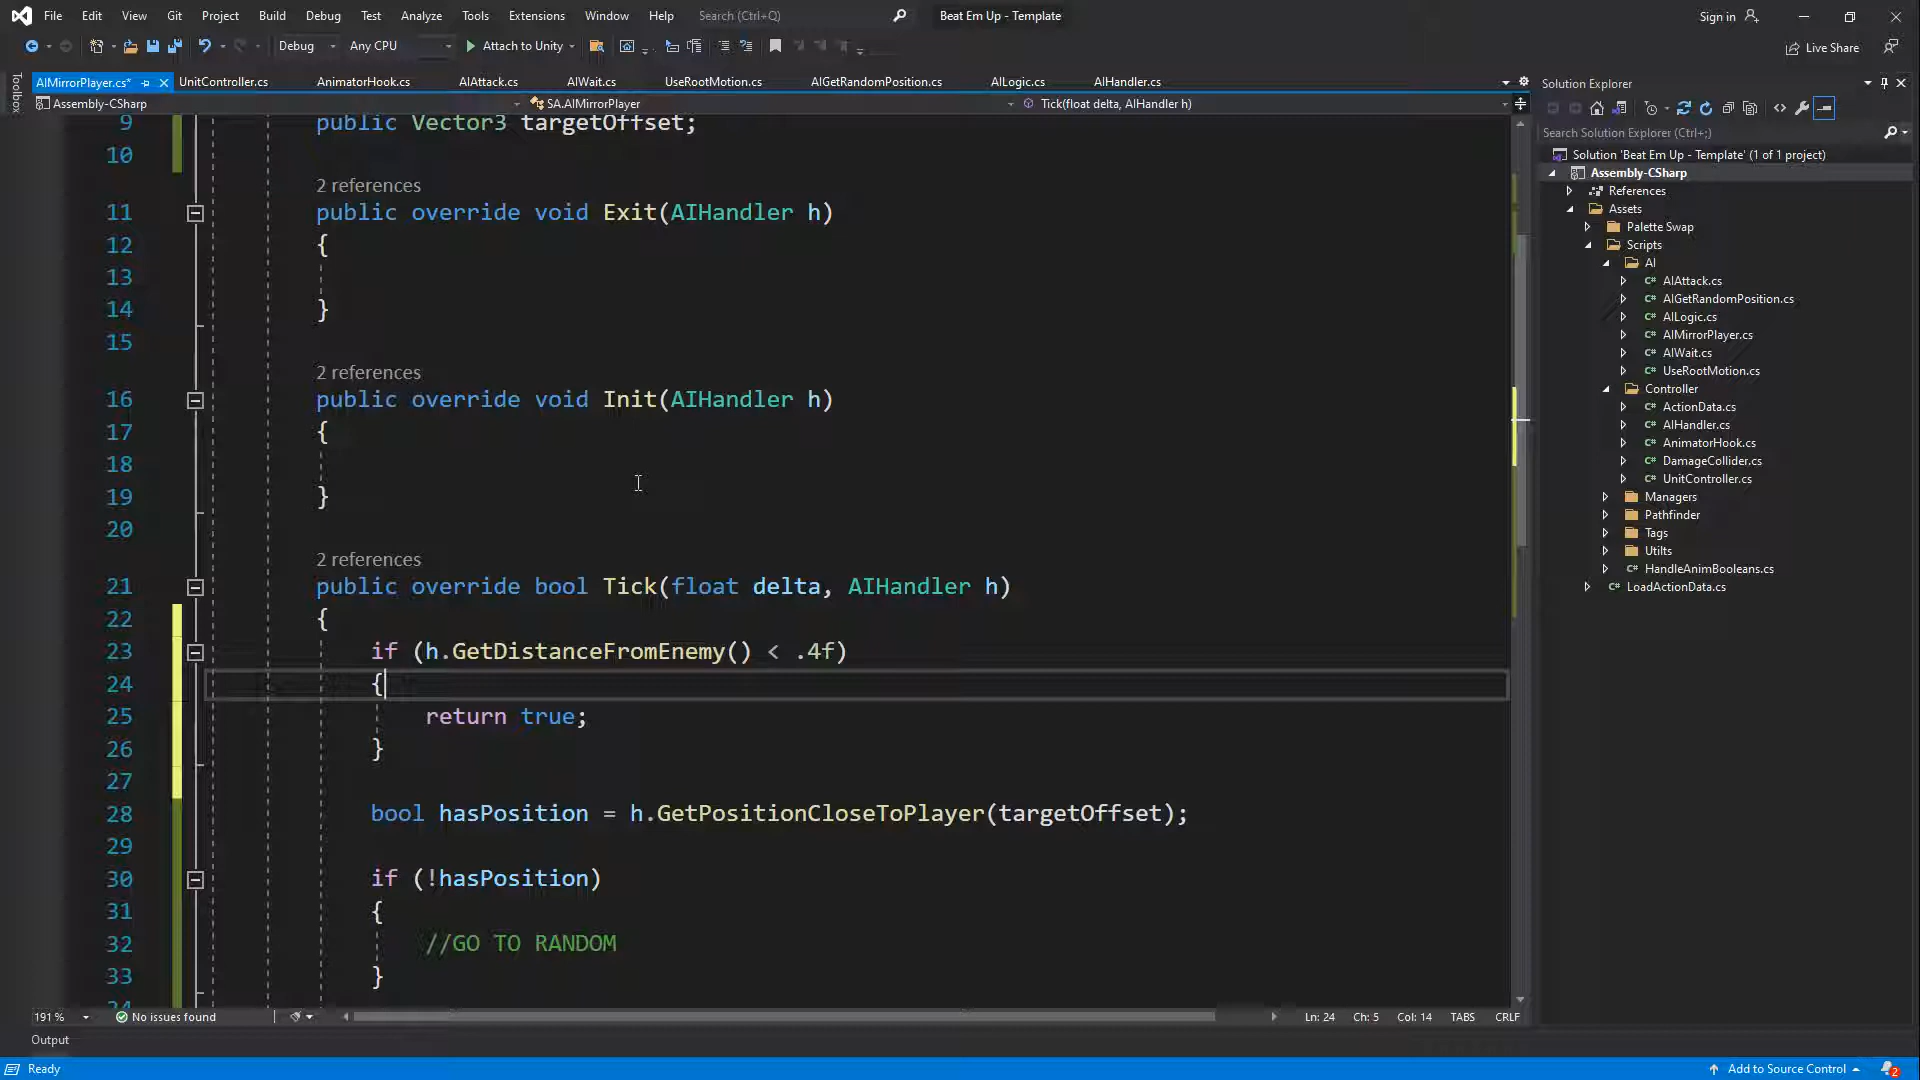 File Edit View Git Project Build Debug Test Analyze Tools Extensions Window Help Search (Ctrl+Q) Beat Em Up - Template Sign in
Debug Any CPU Attach to Unity Live Share
Toolbox
AIMirrorPlayer.cs* UnitController.cs AnimatorHook.cs AIAttack.cs AIWait.cs UseRootMotion.cs AIGetRandomPosition.cs AILogic.cs AIHandler.cs
Assembly-CSharp SA.AIMirrorPlayer Tick(float delta, AIHandler h)
9 public Vector3 targetOffset;
10
2 references
11 public override void Exit(AIHandler h)
12 {
13
14 }
15
2 references
16 public override void Init(AIHandler h)
17 {
18
19 }
20
2 references
21 public override bool Tick(float delta, AIHandler h)
22 {
23 if (h.GetDistanceFromEnemy() < .4f)
24 {
25 return true;
26 }
27
28 bool hasPosition = h.GetPositionCloseToPlayer(targetOffset);
29
30 if (!hasPosition)
31 {
32 //GO TO RANDOM
33 }
34
191 % No issues found Ln: 24 Ch: 5 Col: 14 TABS CRLF
Output
Ready Add to Source Control 2
Solution Explorer
Search Solution Explorer (Ctrl+;)
Solution 'Beat Em Up - Template' (1 of 1 project)
Assembly-CSharp
References
Assets
Palette Swap
Scripts
AI
AIAttack.cs
AIGetRandomPosition.cs
AILogic.cs
AIMirrorPlayer.cs
AIWait.cs
UseRootMotion.cs
Controller
ActionData.cs
AIHandler.cs
AnimatorHook.cs
DamageCollider.cs
UnitController.cs
Managers
Pathfinder
Tags
Utilts
HandleAnimBooleans.cs
LoadActionData.cs